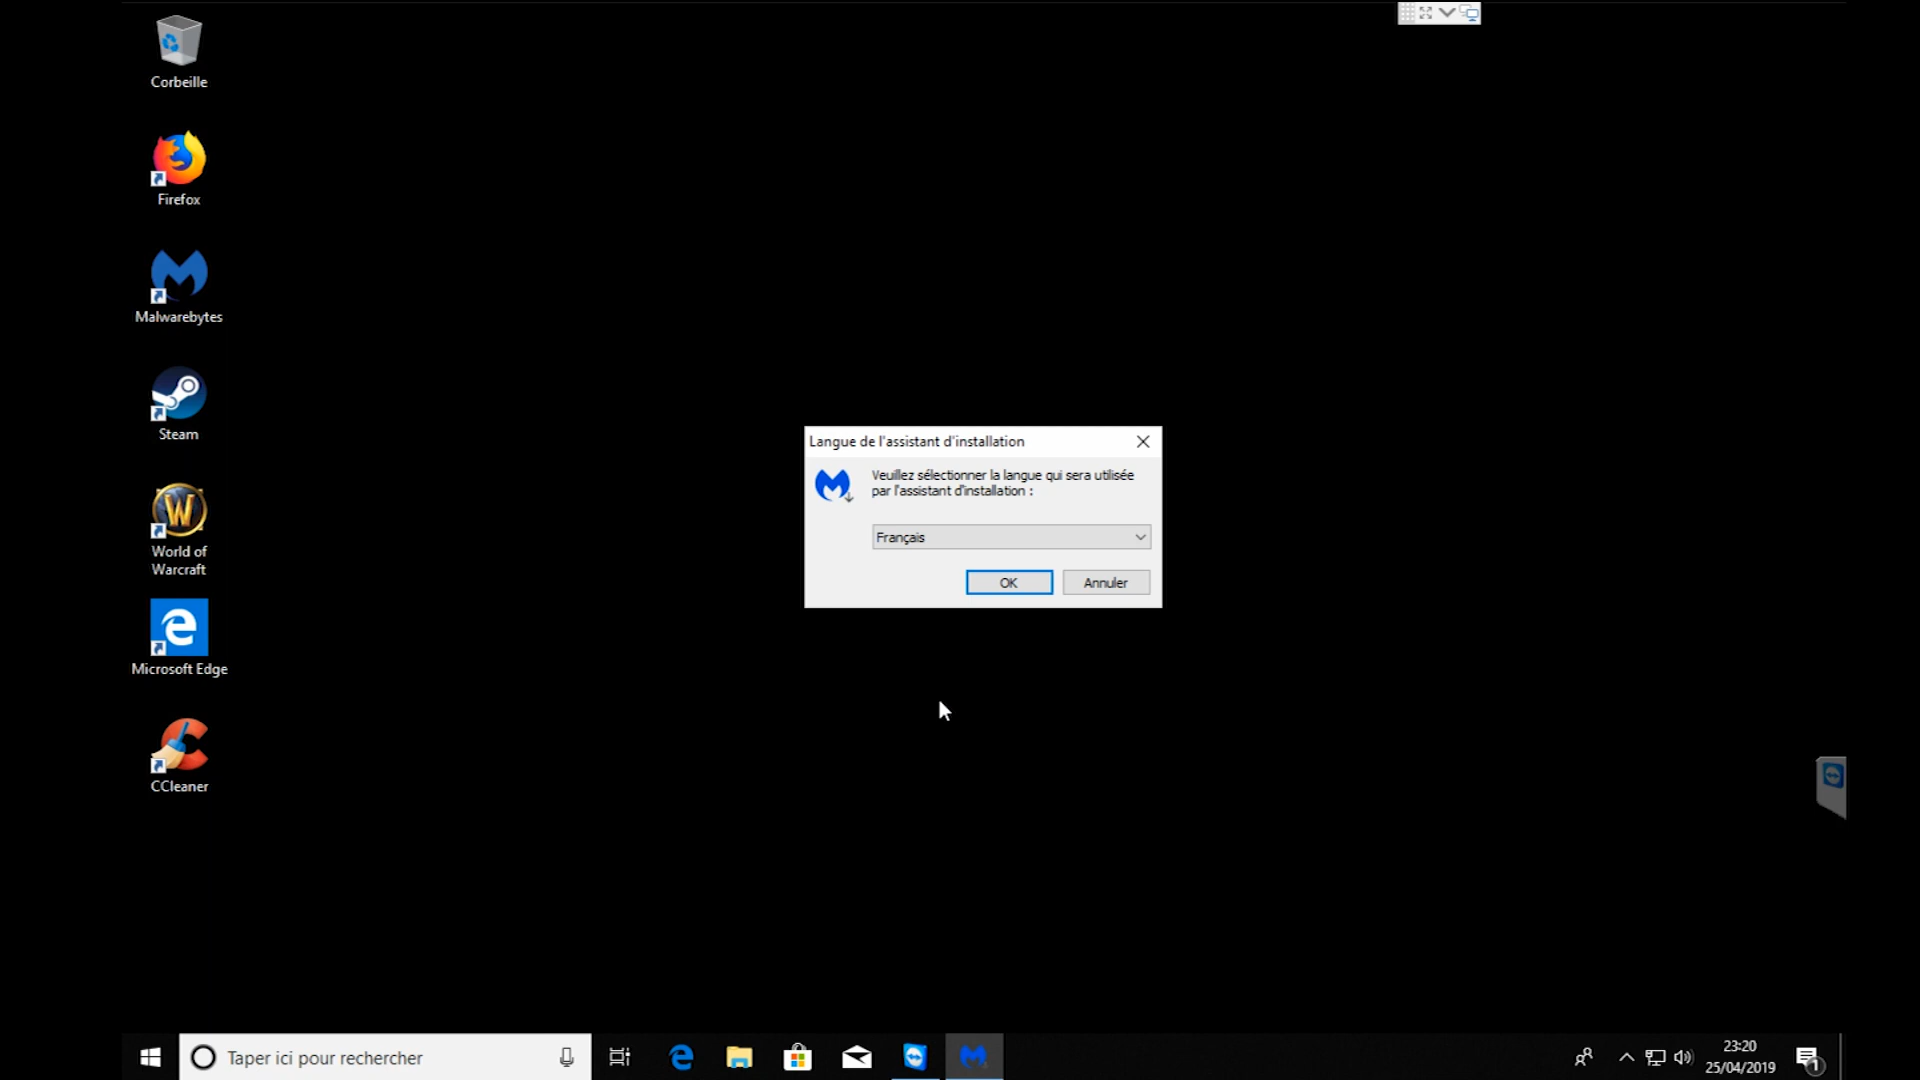 Corbeille
Firefox
Malwarebytes
Steam
World of
Warcraft
Microsoft Edge
CCleaner
Langue de l'assistant d'installation
Veuillez sélectionner la langue qui sera utilisée
par l'assistant d'installation :
Français
OK
Annuler
Taper ici pour rechercher
23:20
25/04/2019
1